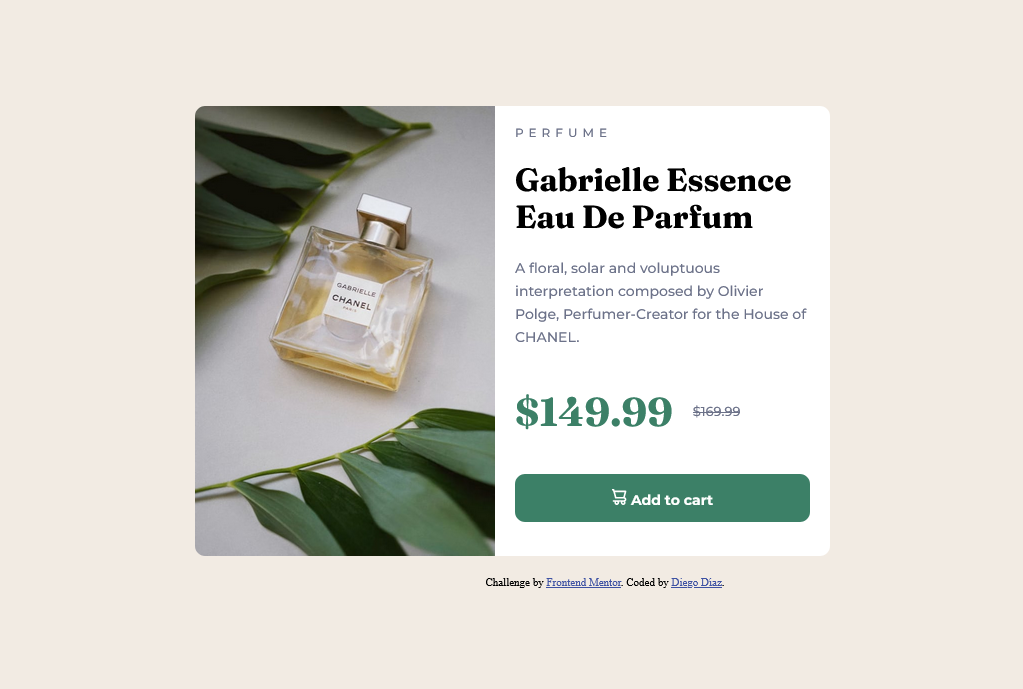 GABRIELLE
CHANEL
PARIS
PERFUME
Gabrielle Essence
Eau De Parfum
A floral, solar and voluptuous
interpretation composed by Olivier
Polge, Perfumer-Creator for the House of
CHANEL.
$149.99 $169.99
Add to cart
Challenge by Frontend Mentor. Coded by Diego Díaz.